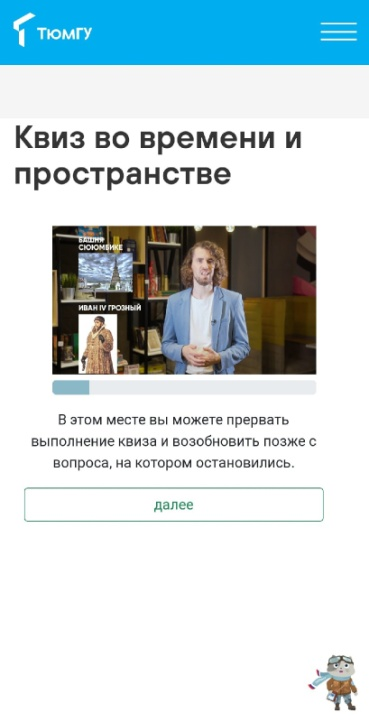 ТюмГУ
Квиз во времени и
пространстве
БАШНЯ
СЮЮМБИКЕ
ИВАН IV ГРОЗНЫЙ
В этом месте вы можете прервать
выполнение квиза и возобновить позже с
вопроса, на котором остановились.
далее